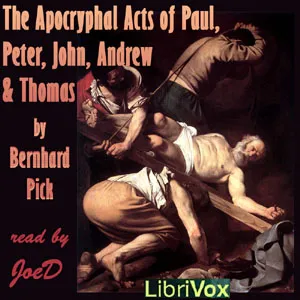 The Apocryphal Acts of Paul,
Peter, John, Andrew
& Thomas
by
Bernhard
Pick
read by
JoeD
LibriVox